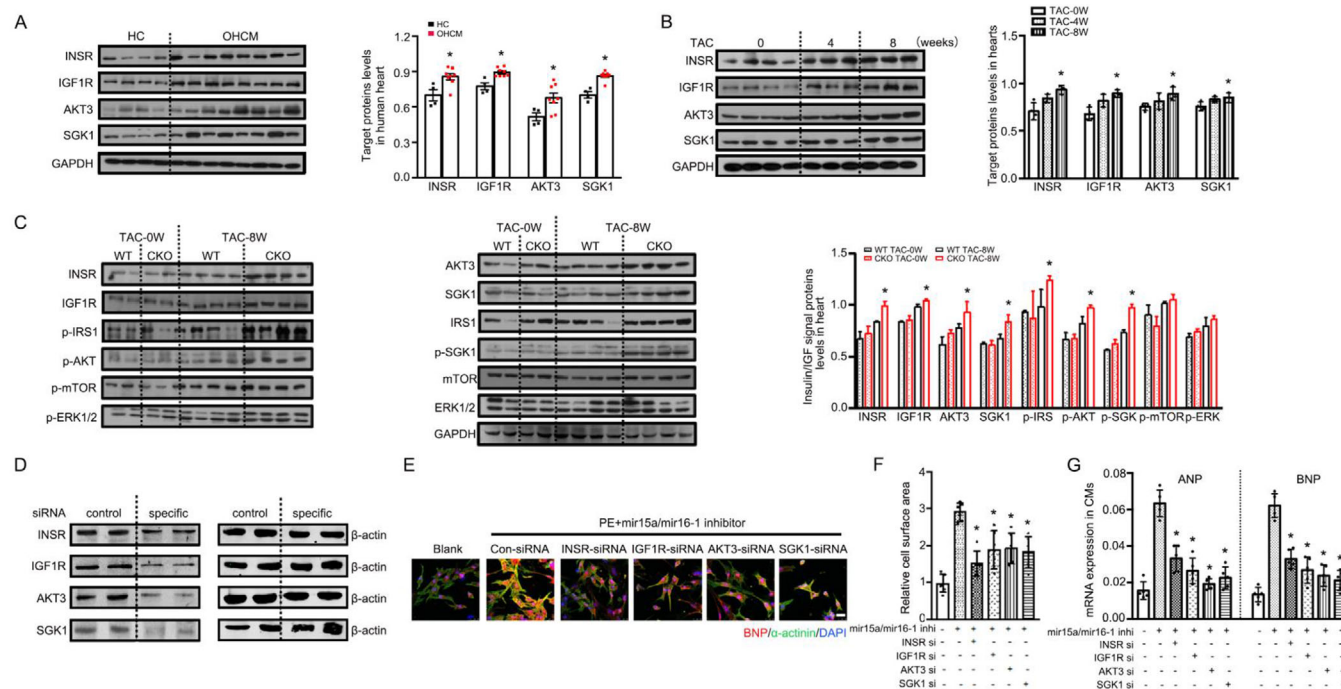 A
HC OHCM
INSR
IGF1R
AKT3
SGK1
GAPDH
HC
OHCM
Target proteins levels
in human heart
1.2
0.9
0.6
0.3
0.0
* * * *
INSR IGF1R AKT3 SGK1
B
TAC 0 4 8 (weeks)
INSR
IGF1R
AKT3
SGK1
GAPDH
TAC-0W
TAC-4W
TAC-8W
Target proteins levels in hearts
1.5
1.0
0.5
0.0
* * * *
INSR IGF1R AKT3 SGK1
C
TAC-0W TAC-8W
WT CKO WT CKO
INSR
IGF1R
p-IRS1
p-AKT
p-mTOR
p-ERK1/2
TAC-0W TAC-8W
WT CKO WT CKO
AKT3
SGK1
IRS1
p-SGK1
mTOR
ERK1/2
GAPDH
WT TAC-0W WT TAC-8W
CKO TAC-0W CKO TAC-8W
Insulin/IGF signal proteins
levels in heart
1.5
1.0
0.5
0.0
* * * * * * *
INSR IGF1R AKT3 SGK1 p-IRS p-AKT p-SGK p-mTOR p-ERK
D
siRNA control specific control specific
INSR β-actin
IGF1R β-actin
AKT3 β-actin
SGK1 β-actin
E
PE+mir15a/mir16-1 inhibitor
Blank Con-siRNA INSR-siRNA IGF1R-siRNA AKT3-siRNA SGK1-siRNA
BNP/α-actinin/DAPI
F
Relative cell surface area
4
3
2
1
0
* * * *
mir15a/mir16-1 inhi - + + + + +
INSR si - - + - - -
IGF1R si - - - + - -
AKT3 si - - - - + -
SGK1 si - - - - - +
G
ANP BNP
mRNA expression in CMs
0.08
0.06
0.04
0.02
0.00
* * * * * * * *
mir15a/mir16-1 inhi - + + + + + - + + + + +
INSR si - - + - - - - - + - - -
IGF1R si - - - + - - - - - + - -
AKT3 si - - - - + - - - - - + -
SGK1 si - - - - - + - - - - - +